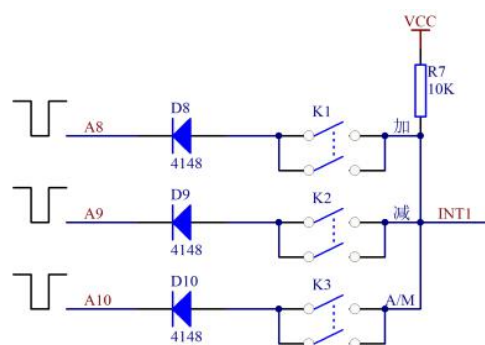 VCC
R7
10K
D8
K1
A8
加
4148
D9
K2
A9
减
INT1
4148
D10
K3
A10
A/M
4148